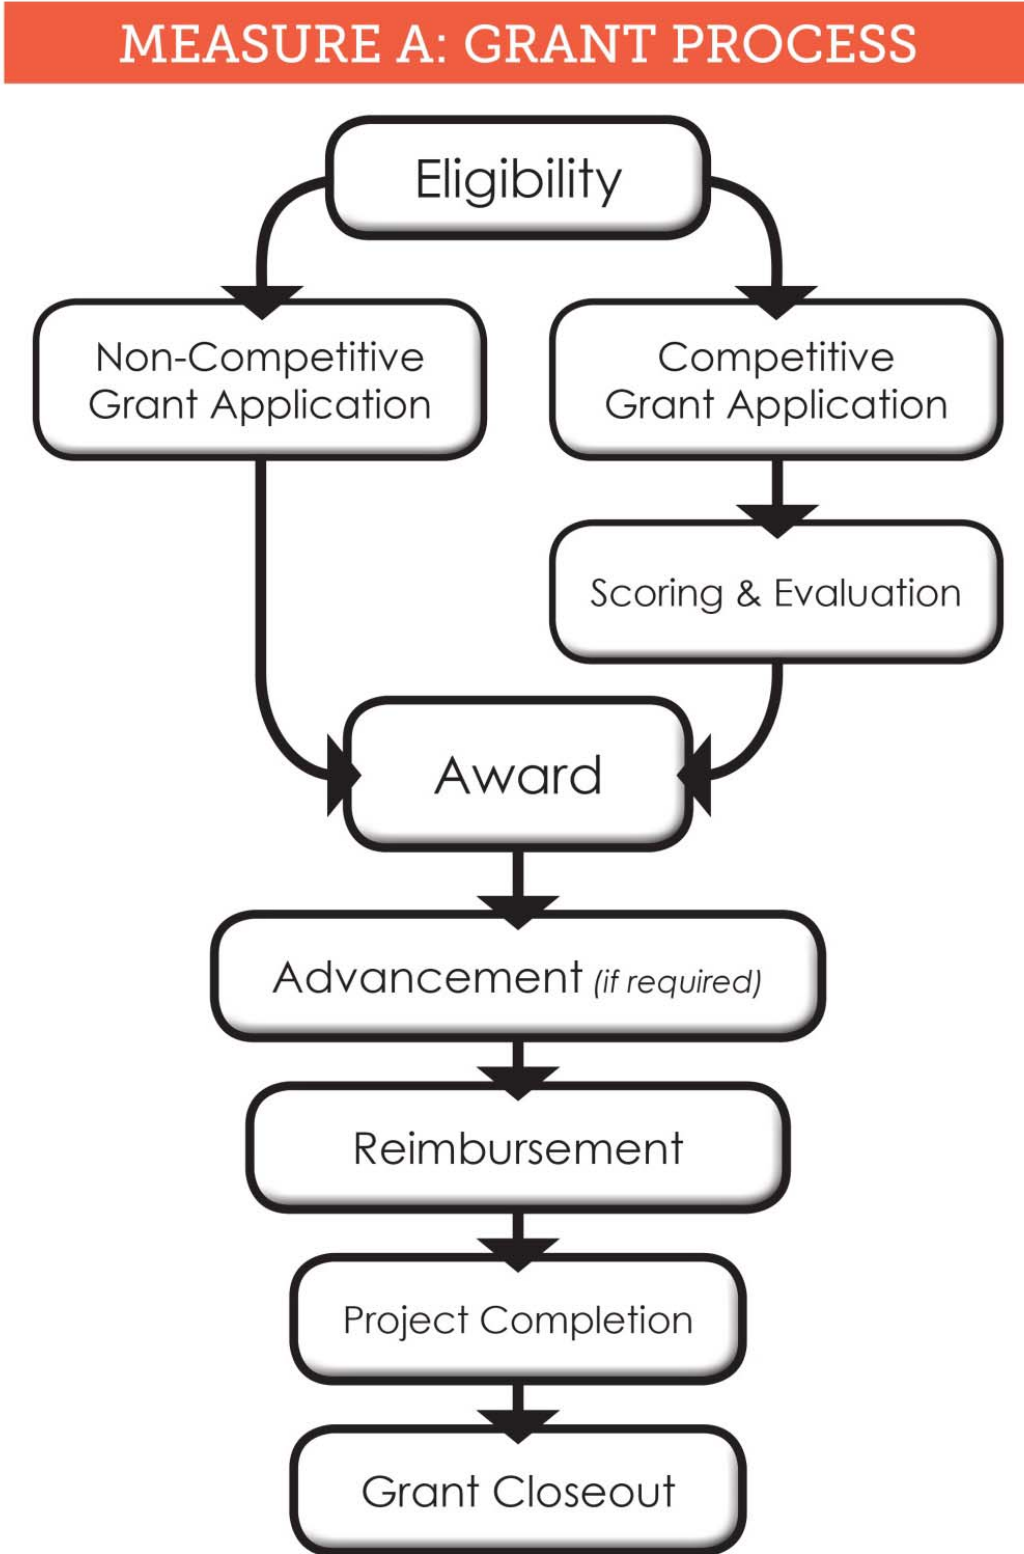 MEASURE A: GRANT PROCESS
Eligibility
Non-Competitive
Grant Application
Competitive
Grant Application
Scoring & Evaluation
Award
Advancement (if required)
Reimbursement
Project Completion
Grant Closeout